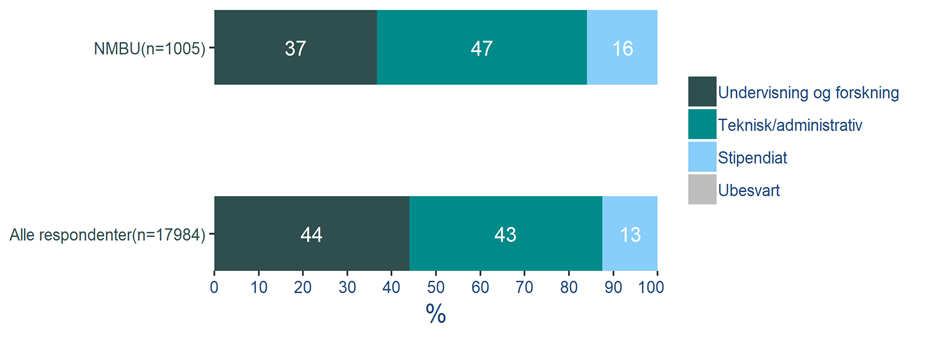 NMBU(n=1005)
37
47
16
Undervisning og forskning
Teknisk/administrativ
Stipendiat
Ubesvart
Alle respondenter(n=17984)
44
43
13
0 10 20 30 40 50 60 70 80 90 100
%